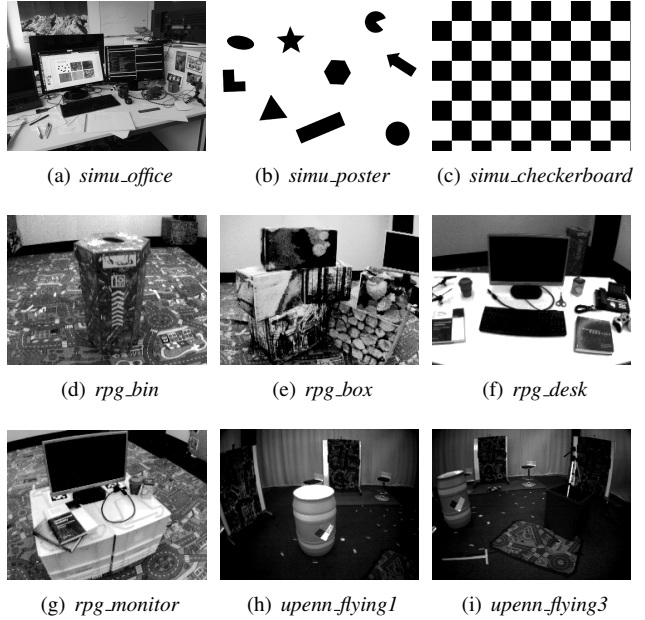 (a) simu_office
(b) simu_poster
(c) simu_checkerboard
(d) rpg_bin
(e) rpg_box
(f) rpg_desk
(g) rpg_monitor
(h) upenn_flying1
(i) upenn_flying3